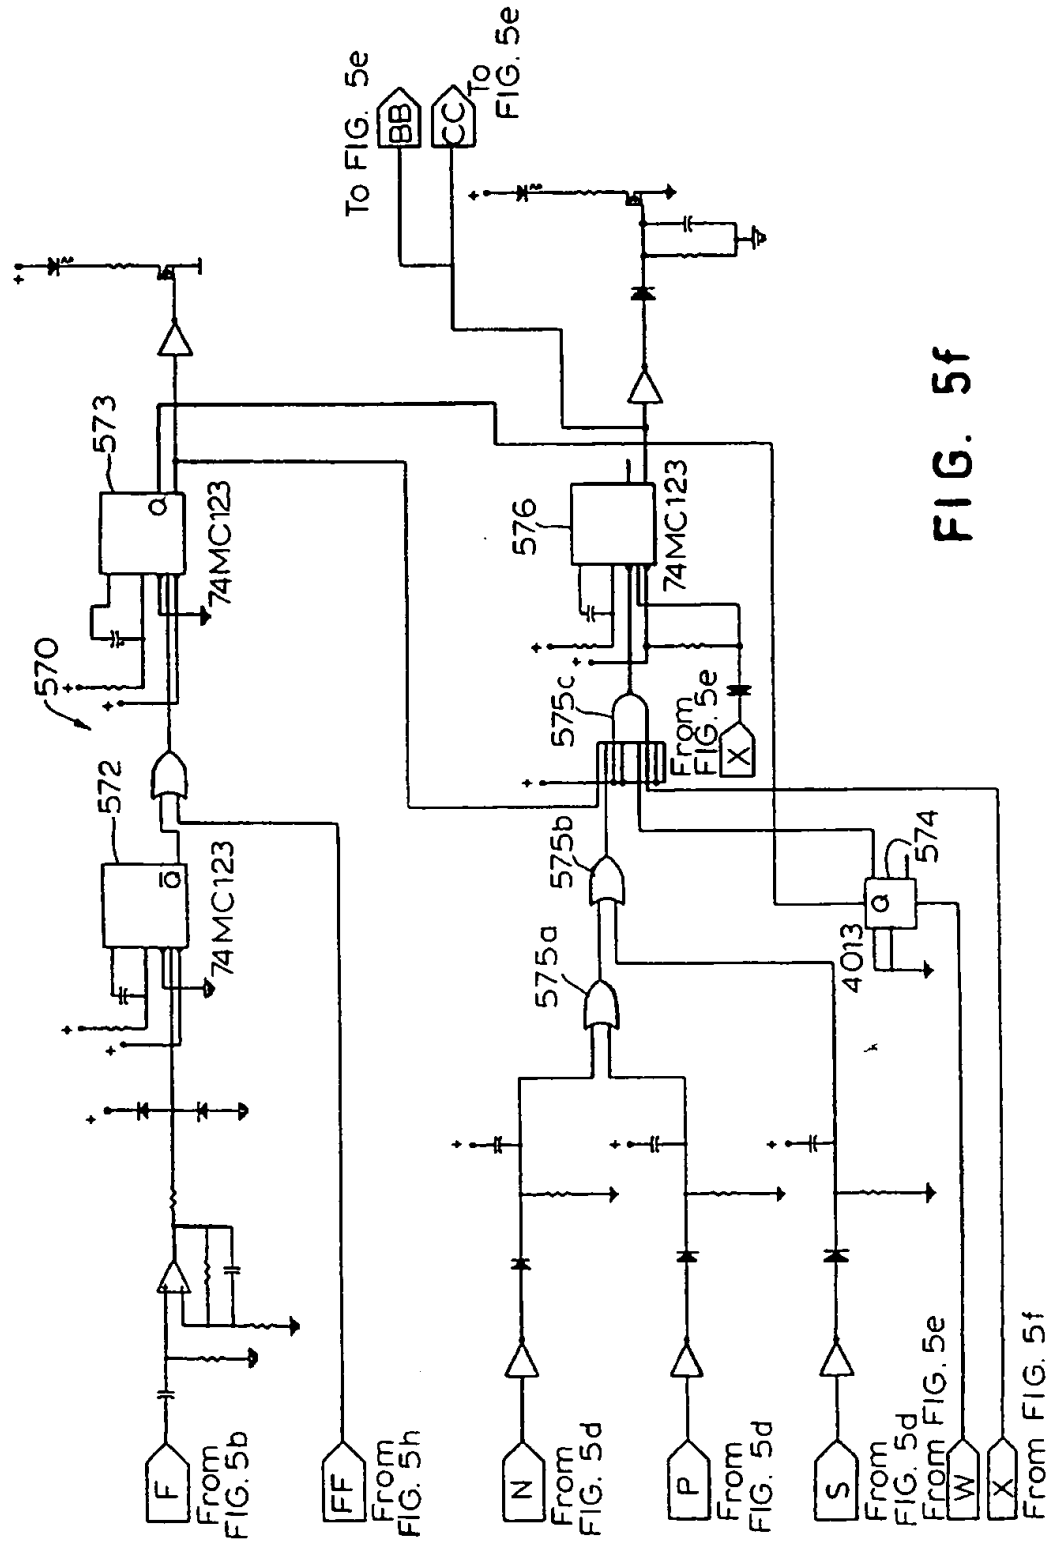 570
573
572
Q
Q̅
74MC123
74MC123
+
+
+
+
+
+
F
From
FIG. 5b
FF
From
FIG. 5h
To FIG. 5e
BB
CC
To
FIG. 5e
576
74MC123
575c
575b
575a
+
+
+
+
+
+
+
From
FIG. 5e
X
574
Q
4013
N
From
FIG. 5d
P
From
FIG. 5d
S
From
FIG. 5d
From FIG. 5e
W
X
From FIG. 5f
FIG. 5f